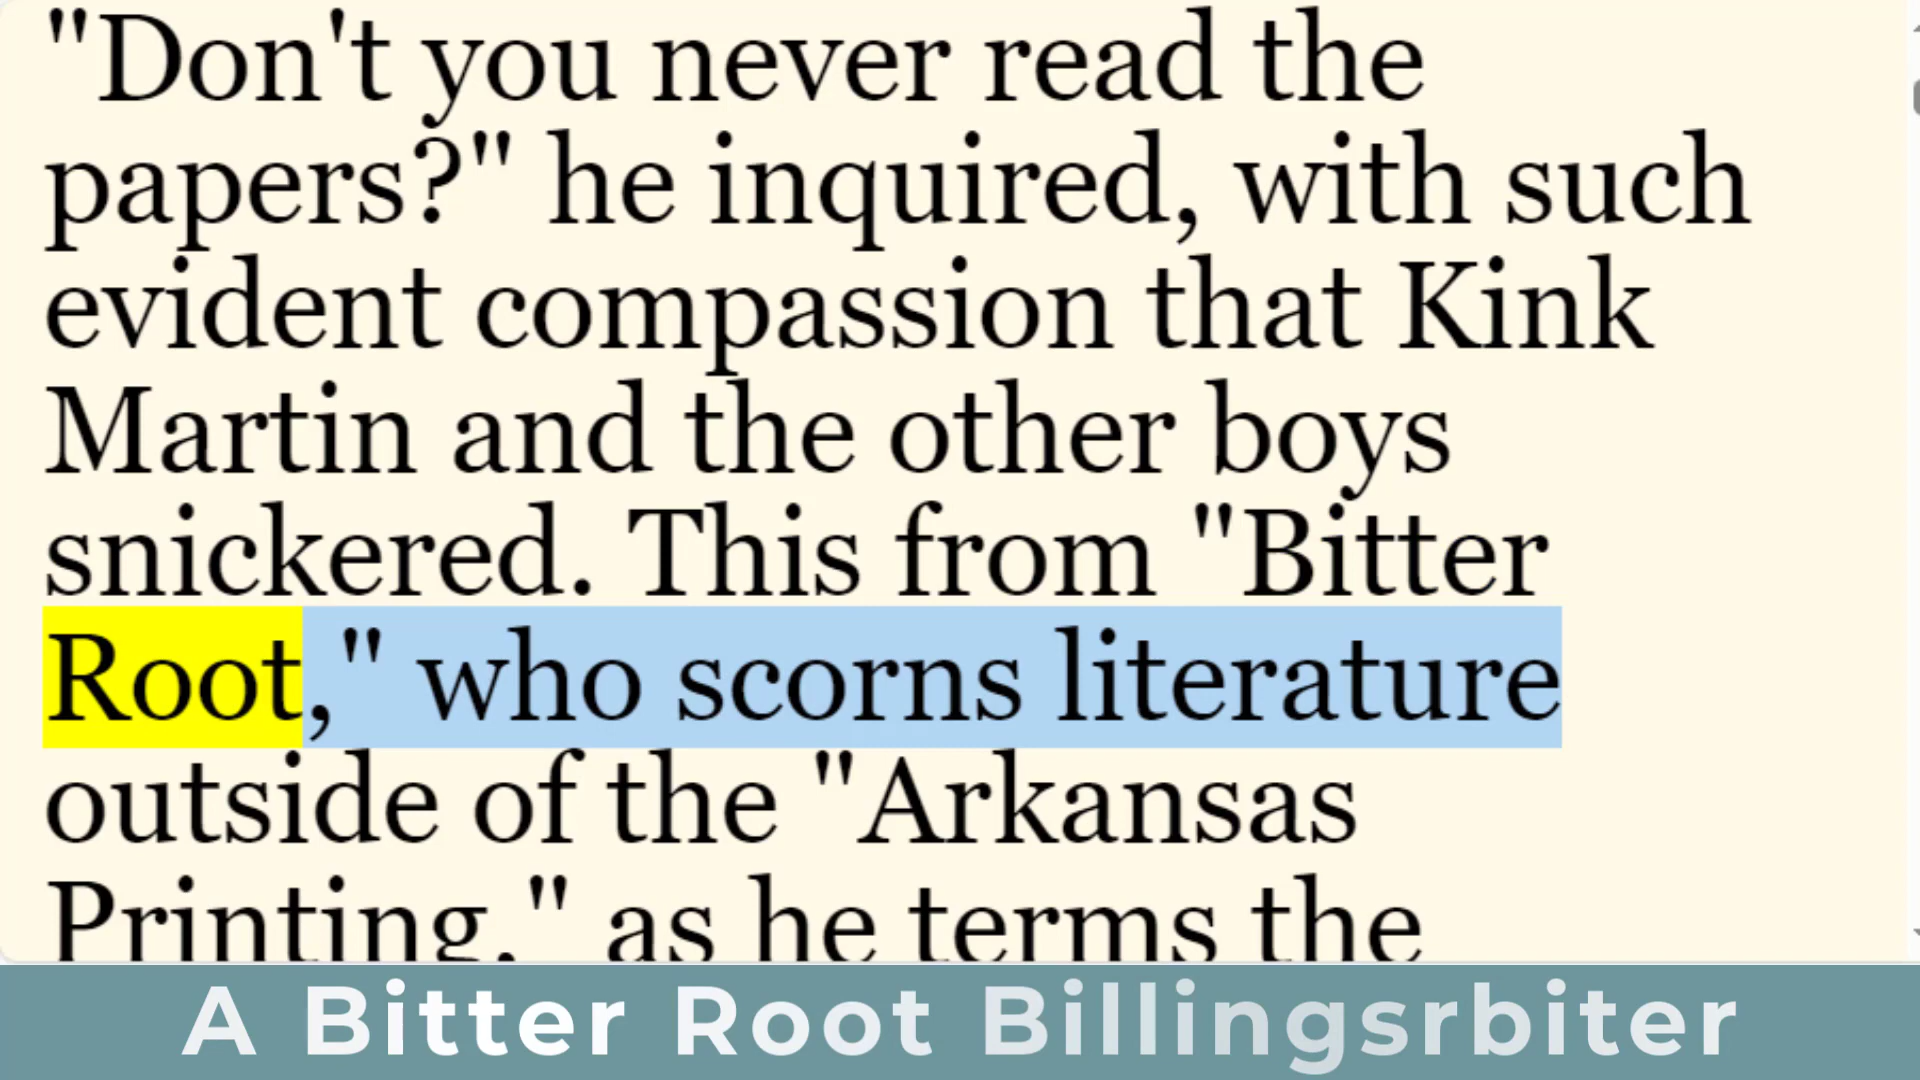 "Don't you never read the
papers?" he inquired, with such
evident compassion that Kink
Martin and the other boys
snickered. This from "Bitter
Root," who scorns literature
outside of the "Arkansas
Printing," as he terms the
A Bitter Root Billingsrbiter